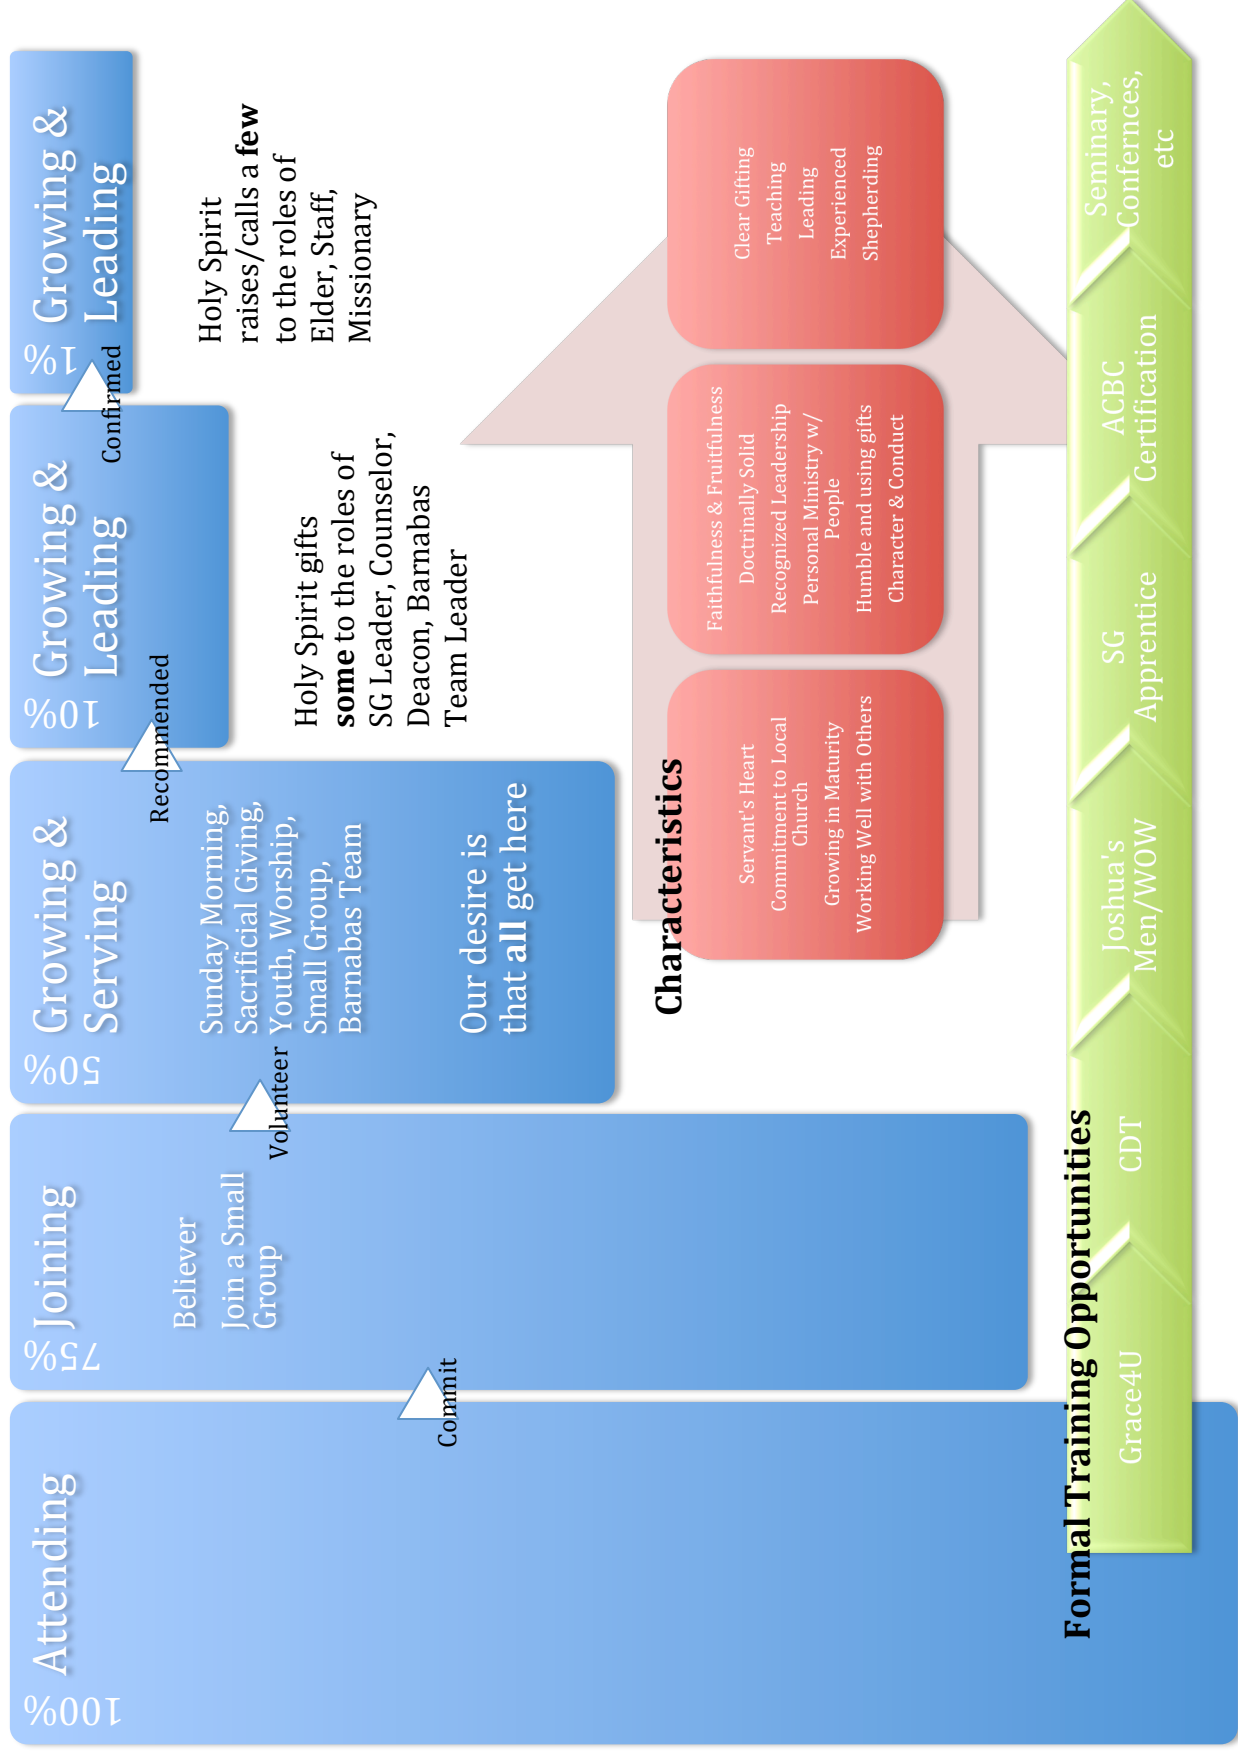 100%
Attending
Commit
75%
Joining
Believer
Join a Small
Group
Volunteer
50%
Growing &
Serving
Sunday Morning,
Sacrificial Giving,
Youth, Worship,
Small Group,
Barnabas Team
Our desire is
that all get here
Recommended
10%
Growing &
Leading
Holy Spirit gifts
some to the roles of
SG Leader, Counselor,
Deacon, Barnabas
Team Leader
Confirmed
1%
Growing &
Leading
Holy Spirit
raises/calls a few
to the roles of
Elder, Staff,
Missionary
Characteristics
Servant's Heart
Commitment to Local
Church
Growing in Maturity
Working Well with Others
Faithfulness & Fruitfulness
Doctrinally Solid
Recognized Leadership
Personal Ministry w/
People
Humble and using gifts
Character & Conduct
Clear Gifting
Teaching
Leading
Experienced
Shepherding
Formal Training Opportunities
Grace4U
CDT
Joshua's
Men/WOW
SG
Apprentice
ACBC
Certification
Seminary,
Confernces,
etc